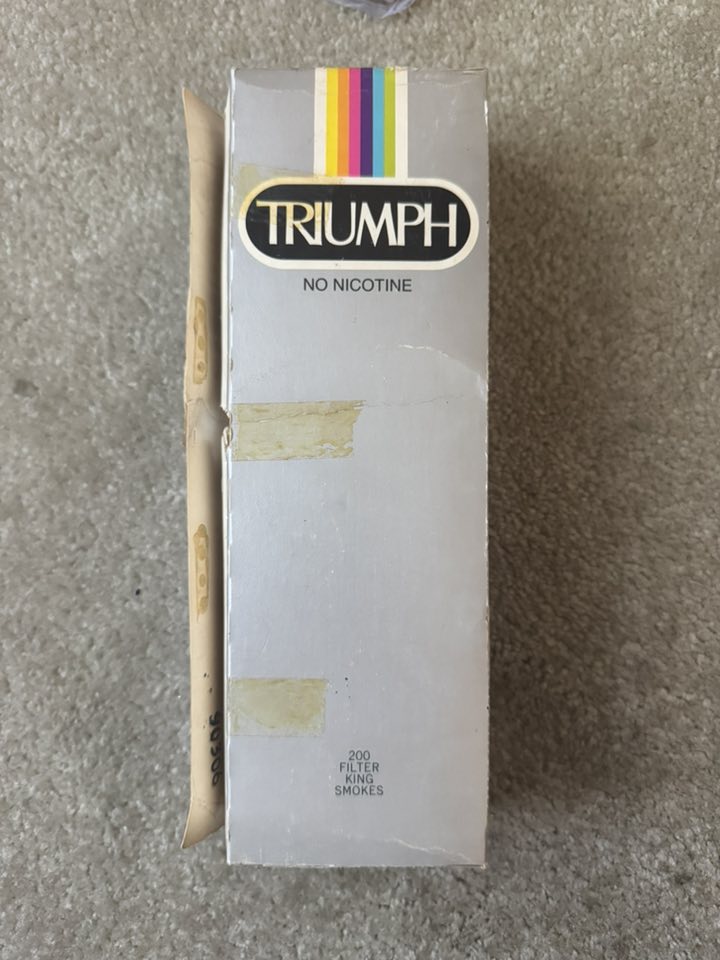 TRIUMPH
NO NICOTINE
200
FILTER
KING
SMOKES